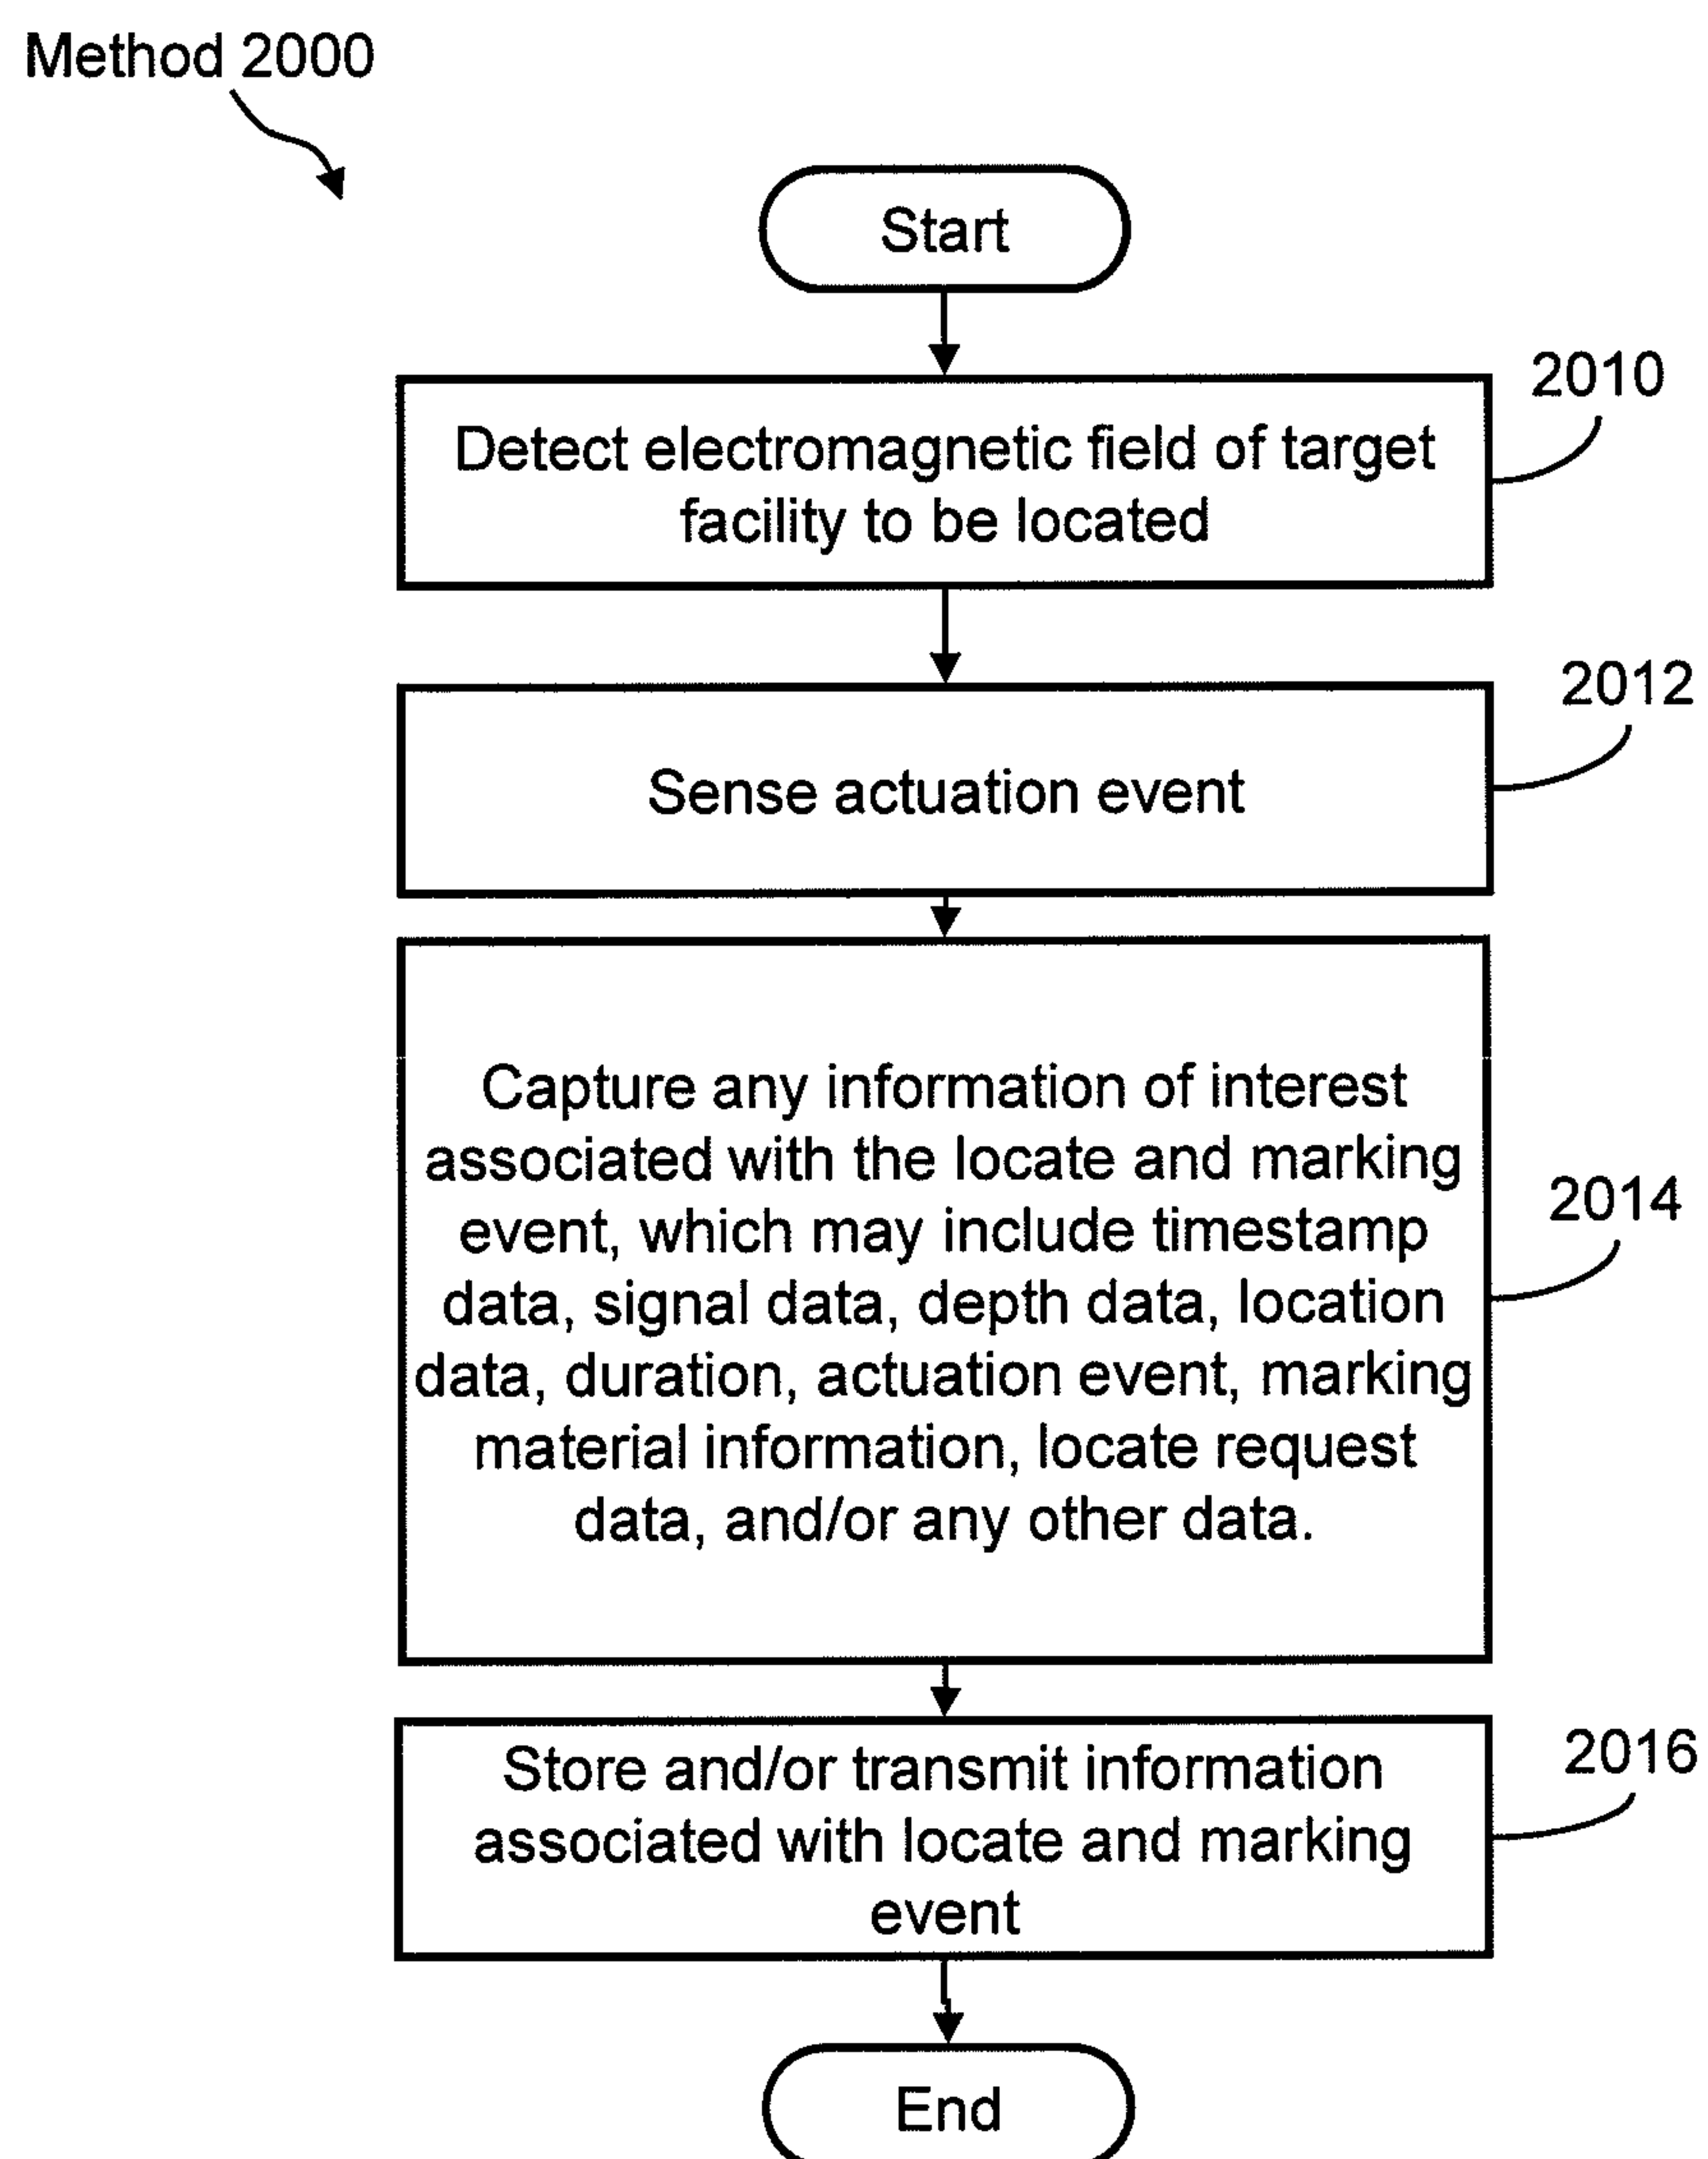 Method 2000
Start
2010
Detect electromagnetic field of target
facility to be located
2012
Sense actuation event
Capture any information of interest
associated with the locate and marking
event, which may include timestamp
2014
data, signal data, depth data, location
data, duration, actuation event, marking
material information, locate request
data, and/or any other data.
2016
Store and/or transmit information
associated with locate and marking
event
End